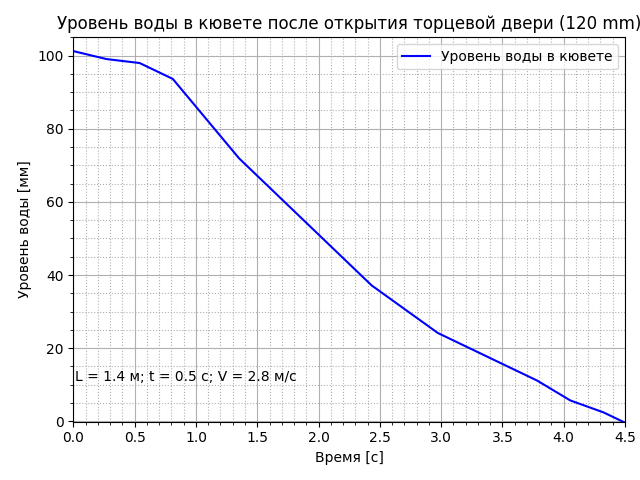 Уровень воды в кювете после открытия торцевой двери (120 mm)
Уровень воды в кювете
Уровень воды [мм]
100
80
60
40
20
0
L = 1.4 м; t = 0.5 с; V = 2.8 м/с
0.0 0.5 1.0 1.5 2.0 2.5 3.0 3.5 4.0 4.5
Время [с]